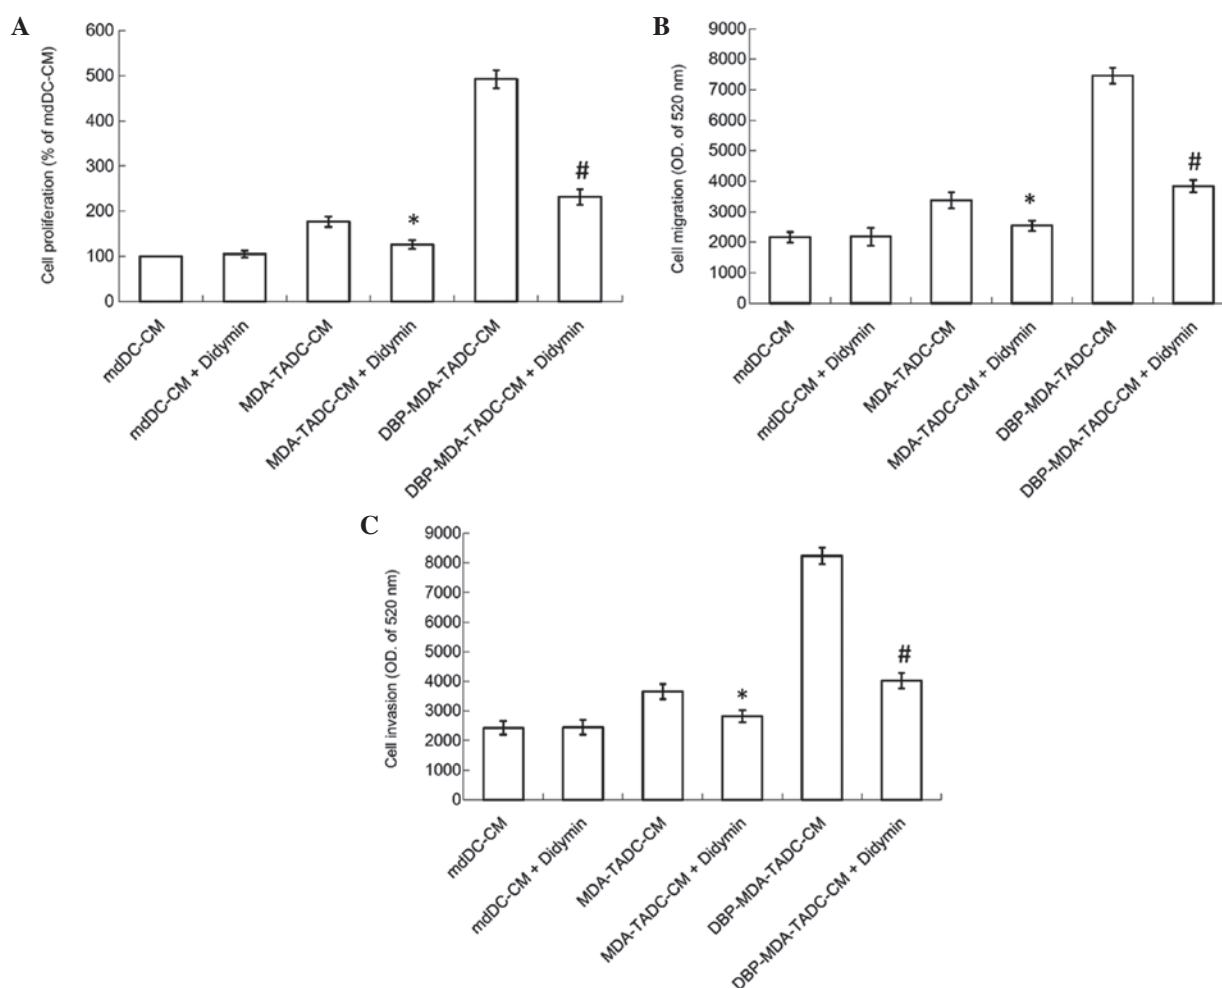 A
Cell proliferation (% of mdDC-CM)
600
500
400
300
200
100
0
*
#
mdDC-CM
mdDC-CM + Didymin
MDA-TADC-CM
MDA-TADC-CM + Didymin
DBP-MDA-TADC-CM
DBP-MDA-TADC-CM + Didymin
B
Cell migration (OD. of 520 nm)
9000
8000
7000
6000
5000
4000
3000
2000
1000
0
*
#
mdDC-CM
mdDC-CM + Didymin
MDA-TADC-CM
MDA-TADC-CM + Didymin
DBP-MDA-TADC-CM
DBP-MDA-TADC-CM + Didymin
C
Cell invasion (OD. of 520 nm)
9000
8000
7000
6000
5000
4000
3000
2000
1000
0
*
#
mdDC-CM
mdDC-CM + Didymin
MDA-TADC-CM
MDA-TADC-CM + Didymin
DBP-MDA-TADC-CM
DBP-MDA-TADC-CM + Didymin